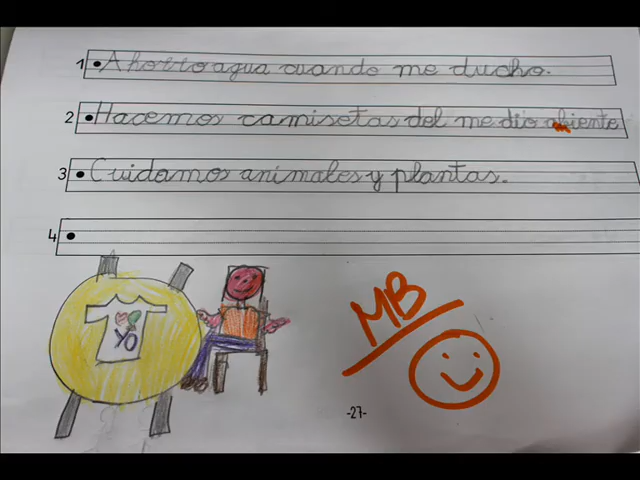 1 • Ahorro agua cuando me ducho.
2 • Hacemos camisetas del medio abiente
3 • Cuidamos animales y plantas.
4 •
YO
MB
-27-